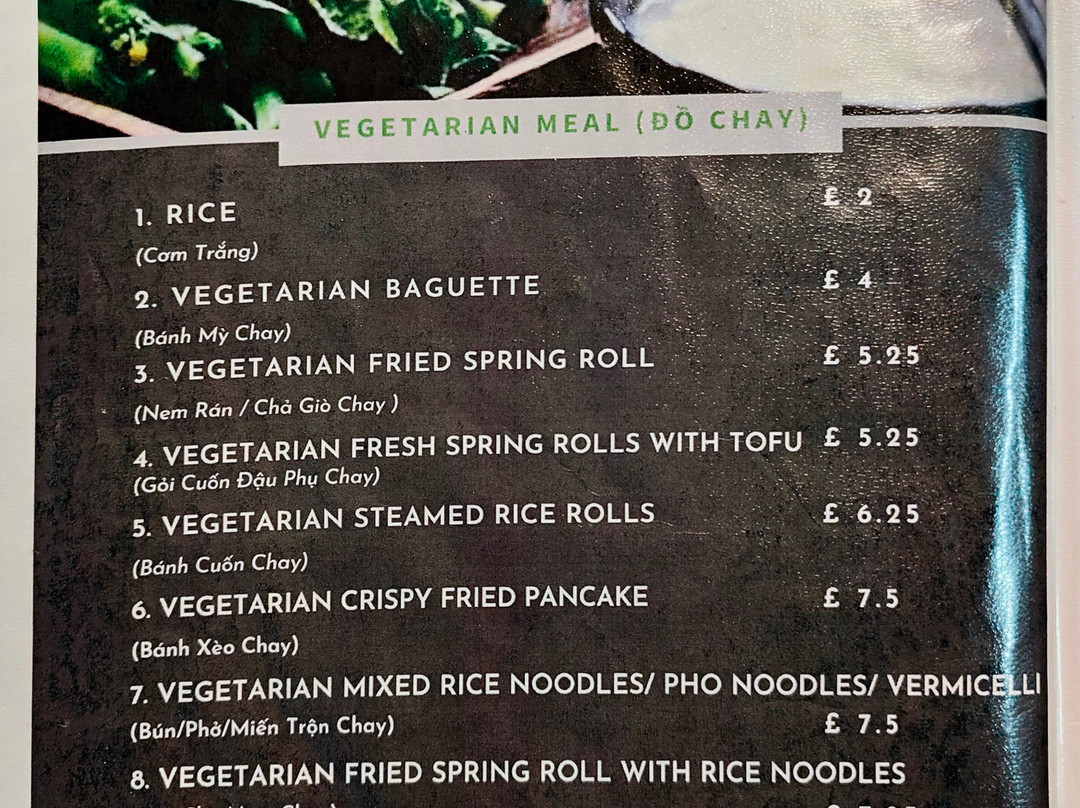 VEGETARIAN MEAL (ĐỒ CHAY)
1. RICE £ 2
(Cơm Trắng)
2. VEGETARIAN BAGUETTE £ 4
(Bánh Mỳ Chay)
3. VEGETARIAN FRIED SPRING ROLL £ 5.25
(Nem Rán / Chả Giò Chay )
4. VEGETARIAN FRESH SPRING ROLLS WITH TOFU £ 5.25
(Gỏi Cuốn Đậu Phụ Chay)
5. VEGETARIAN STEAMED RICE ROLLS £ 6.25
(Bánh Cuốn Chay)
6. VEGETARIAN CRISPY FRIED PANCAKE £ 7.5
(Bánh Xèo Chay)
7. VEGETARIAN MIXED RICE NOODLES/ PHO NOODLES/ VERMICELLI
(Bún/Phở/Miến Trộn Chay) £ 7.5
8. VEGETARIAN FRIED SPRING ROLL WITH RICE NOODLES